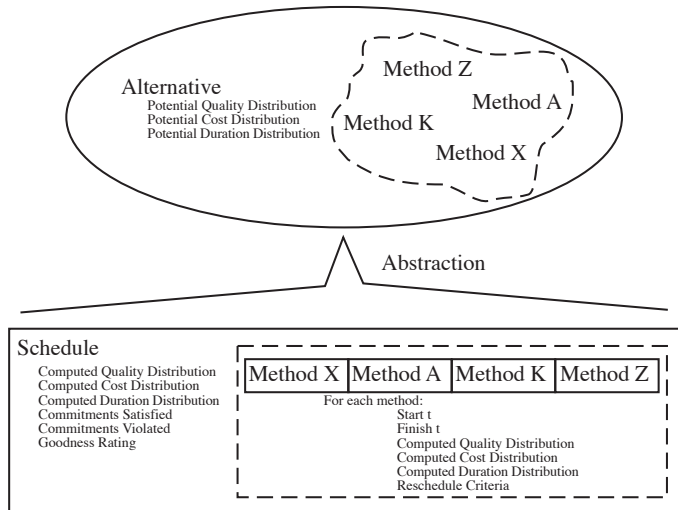 Alternative
Potential Quality Distribution
Potential Cost Distribution
Potential Duration Distribution
Method Z
Method A
Method K
Method X
Abstraction
Schedule
Computed Quality Distribution
Computed Cost Distribution
Computed Duration Distribution
Commitments Satisfied
Commitments Violated
Goodness Rating
Method X Method A Method K Method Z
For each method:
Start t
Finish t
Computed Quality Distribution
Computed Cost Distribution
Computed Duration Distribution
Reschedule Criteria